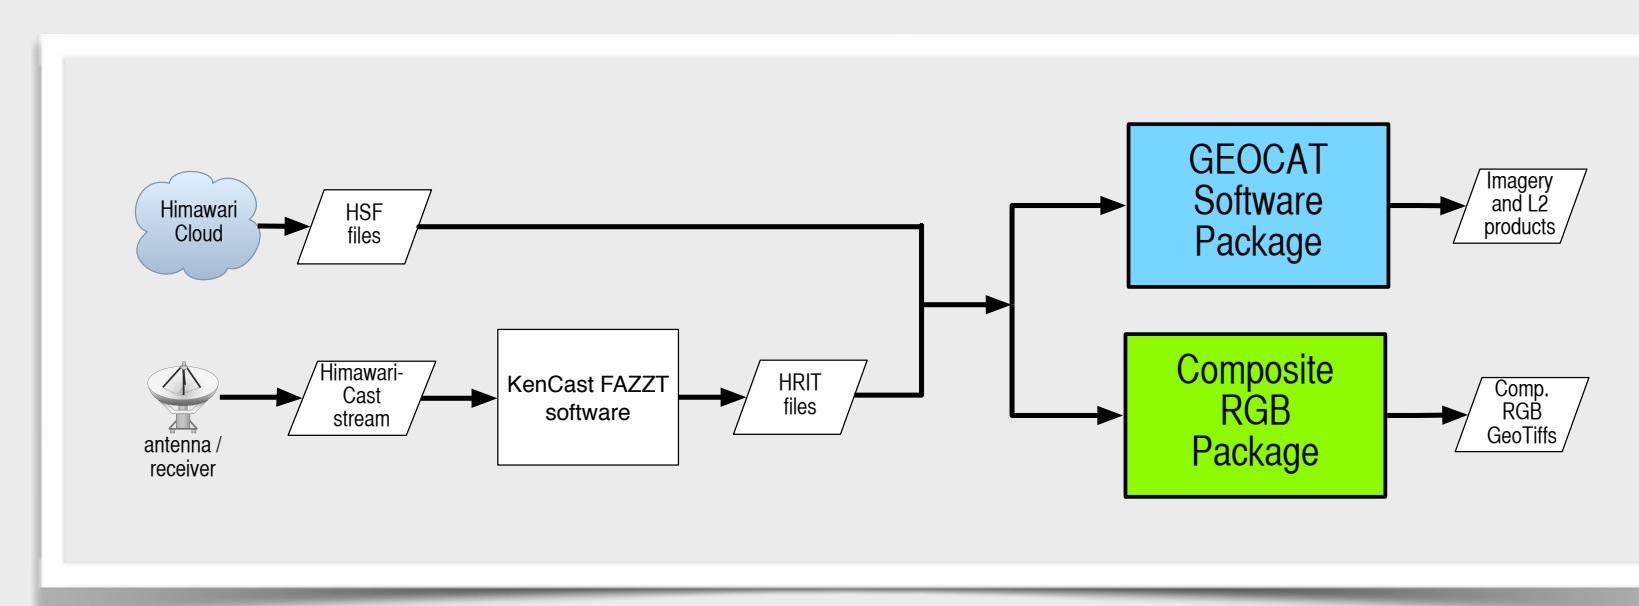 Himawari
Cloud
HSF
files
GEOCAT
Software
Package
Imagery
and L2
products
antenna /
receiver
Himawari-
Cast
stream
KenCast FAZZT
software
HRIT
files
Composite
RGB
Package
Comp.
RGB
GeoTiffs